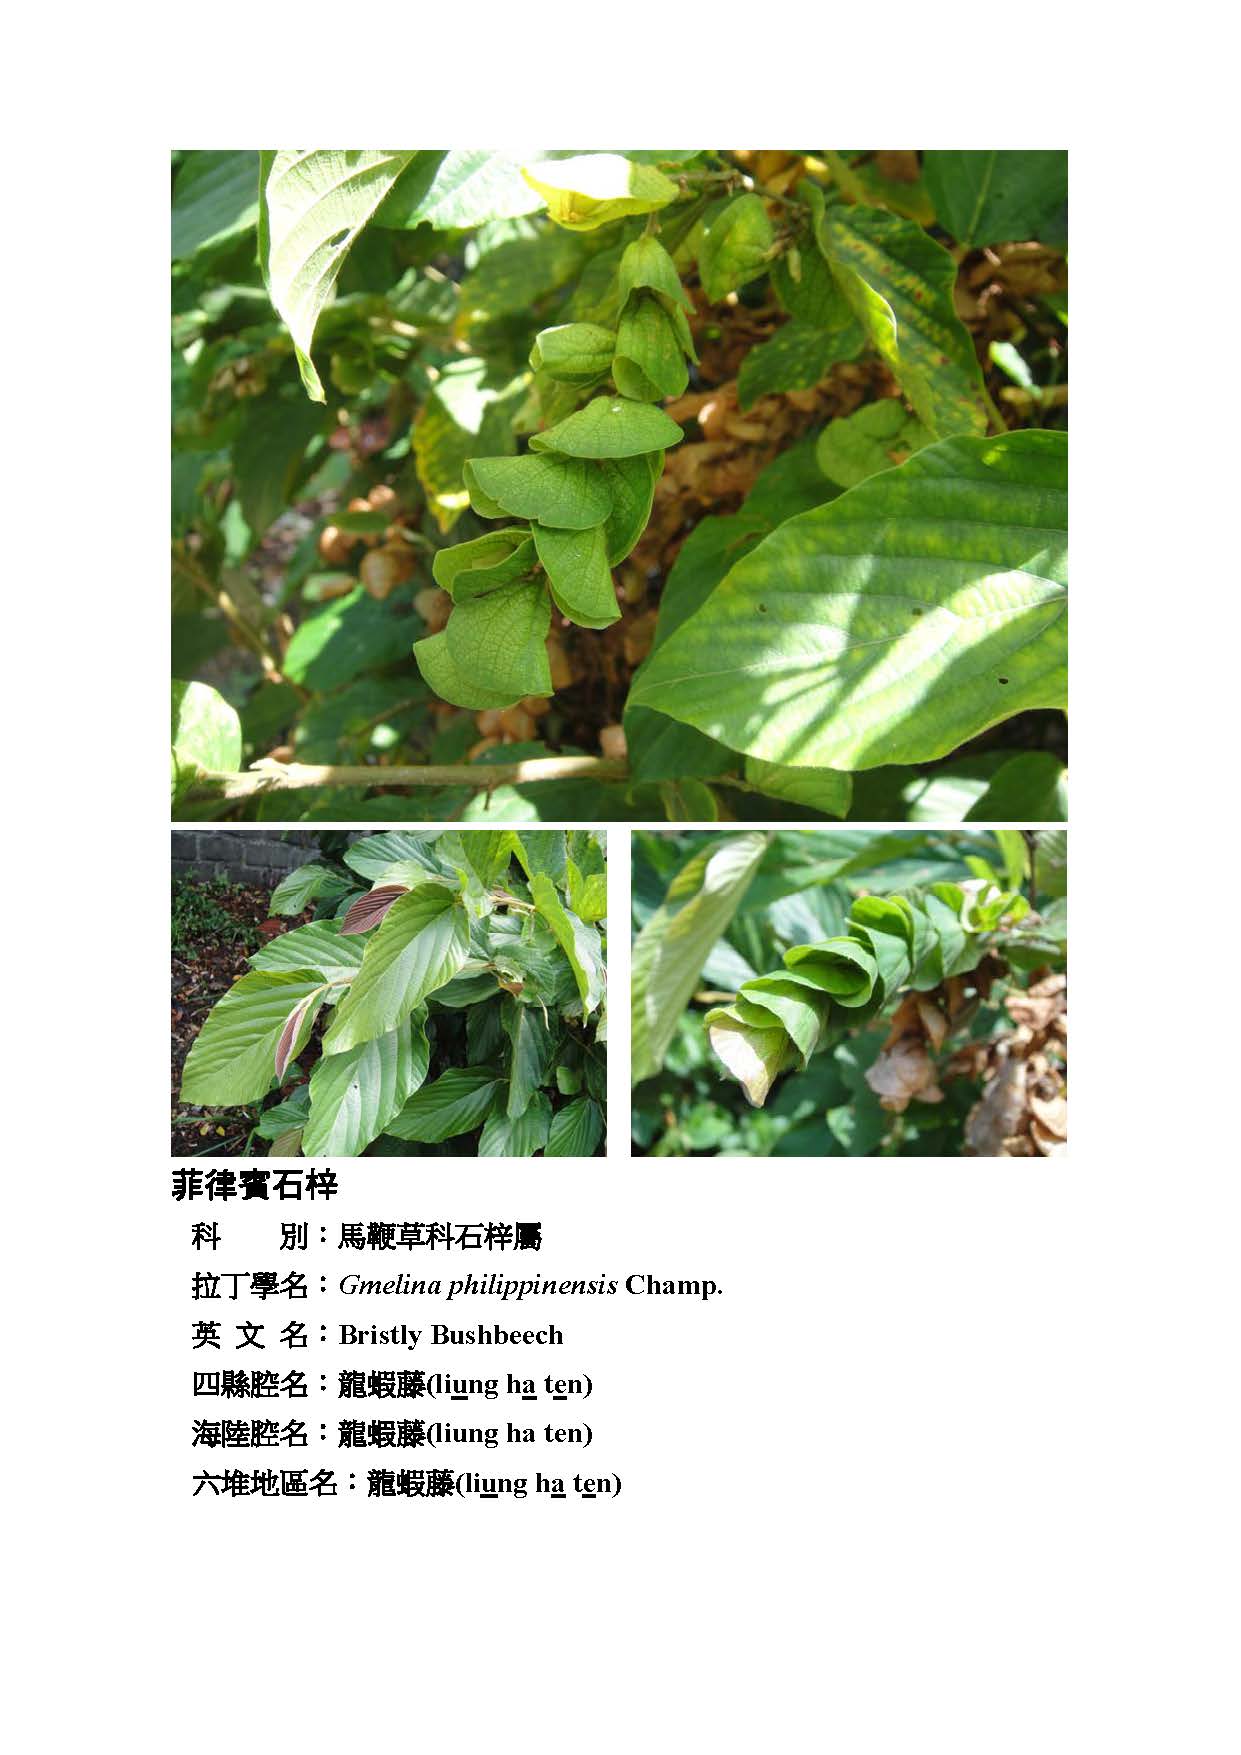 菲律賓石梓
科　　別：馬鞭草科石梓屬
拉丁學名：Gmelina philippinensis Champ.
英 文 名：Bristly Bushbeech
四縣腔名：龍蝦藤(liung ha ten)
海陸腔名：龍蝦藤(liung ha ten)
六堆地區名：龍蝦藤(liung ha ten)